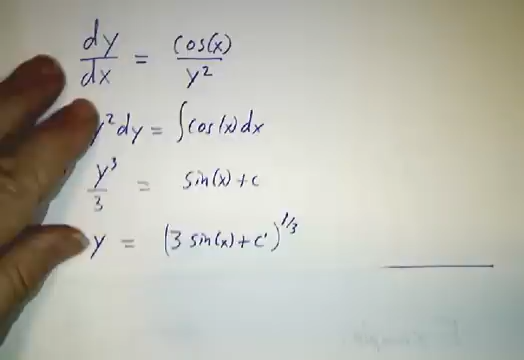 dy/dx = cos(x)/y²
y² dy = ∫cos(x)dx
y³/3 = sin(x)+c
y = (3 sin(x)+c')^1/3